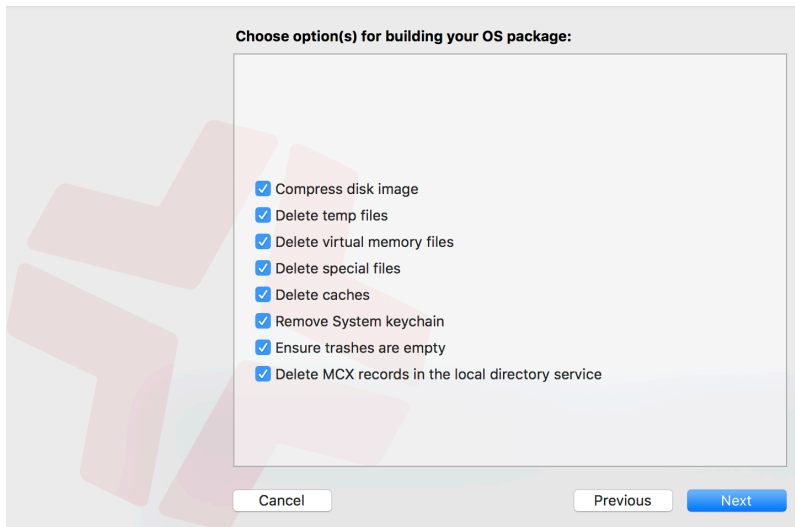 Choose option(s) for building your OS package:
Compress disk image
Delete temp files
Delete virtual memory files
Delete special files
Delete caches
Remove System keychain
Ensure trashes are empty
Delete MCX records in the local directory service
Cancel
Previous
Next